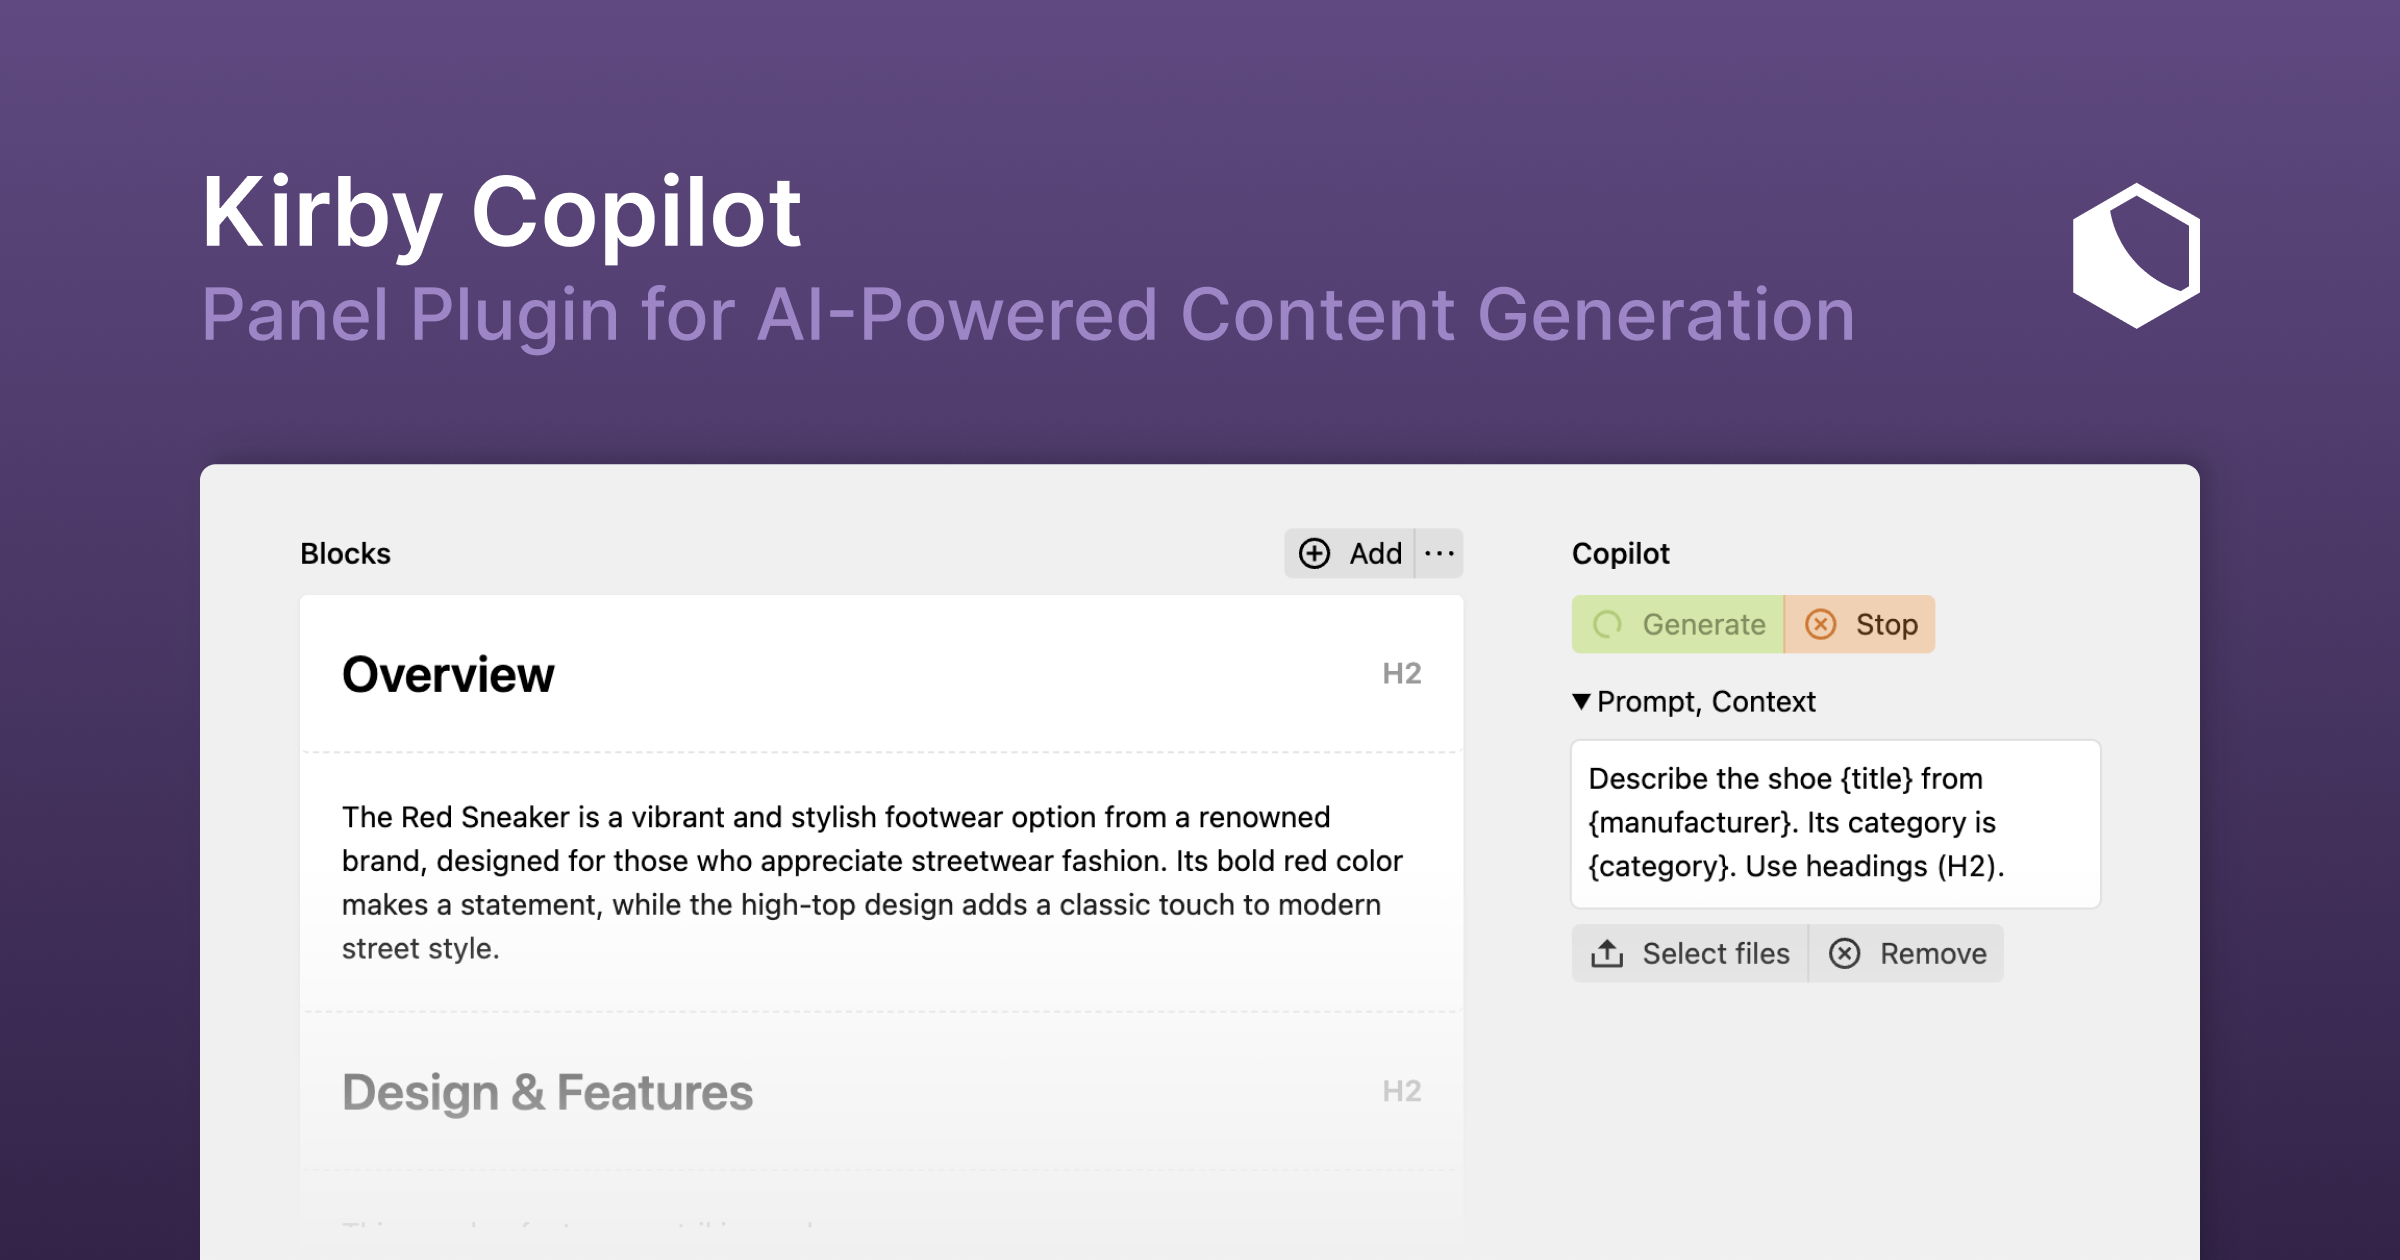 Kirby Copilot
Panel Plugin for AI-Powered Content Generation
Blocks
Add
Overview
H2
The Red Sneaker is a vibrant and stylish footwear option from a renowned
brand, designed for those who appreciate streetwear fashion. Its bold red color
makes a statement, while the high-top design adds a classic touch to modern
street style.
Design & Features
H2
Copilot
Generate
Stop
Prompt, Context
Describe the shoe {title} from
{manufacturer}. Its category is
{category}. Use headings (H2).
Select files
Remove